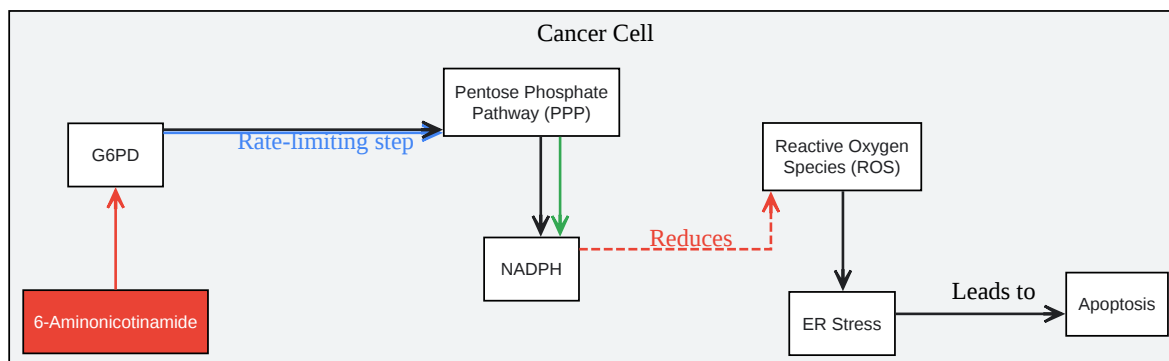 Cancer Cell
Pentose Phosphate
Pathway (PPP)
Rate-limiting step
G6PD
Reactive Oxygen
Species (ROS)
Reduces
NADPH
6-Aminonicotinamide
ER Stress
Leads to
Apoptosis